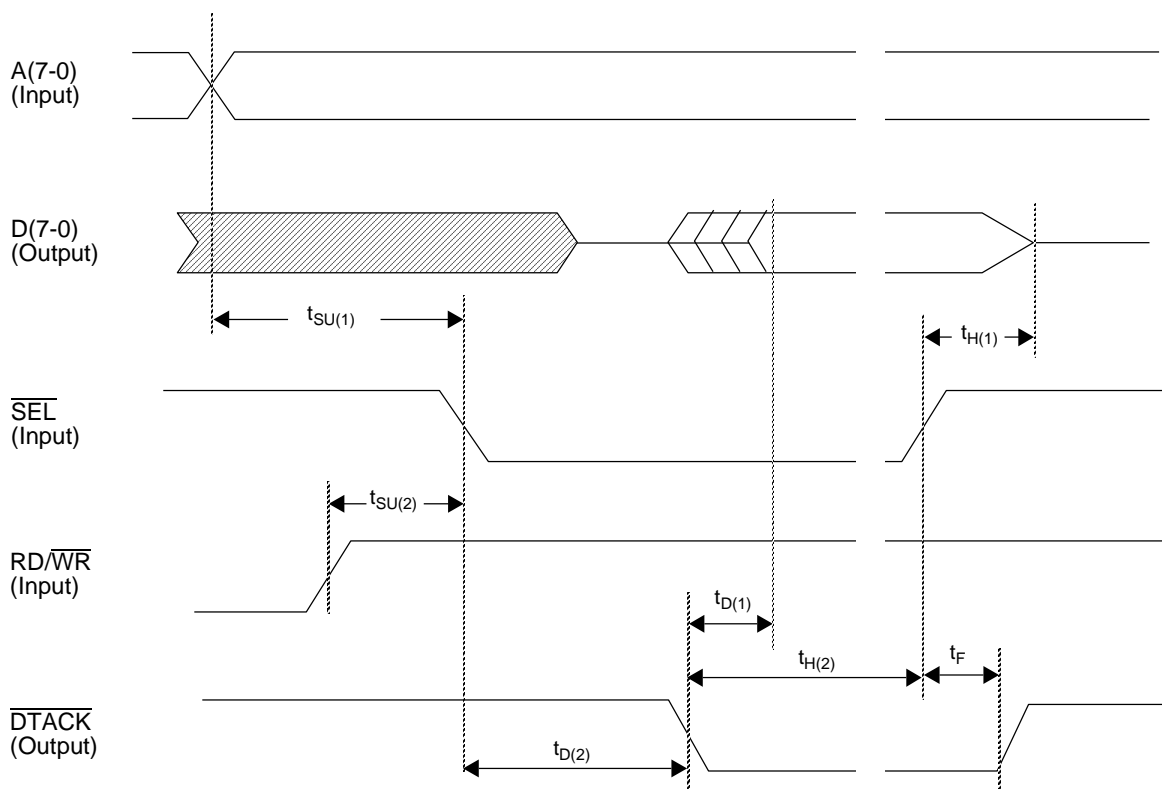 A(7-0)
(Input)
D(7-0)
(Output)
tSU(1)
tH(1)
SEL
(Input)
tSU(2)
RD/WR
(Input)
tD(1)
tH(2)
tF
DTACK
(Output)
tD(2)